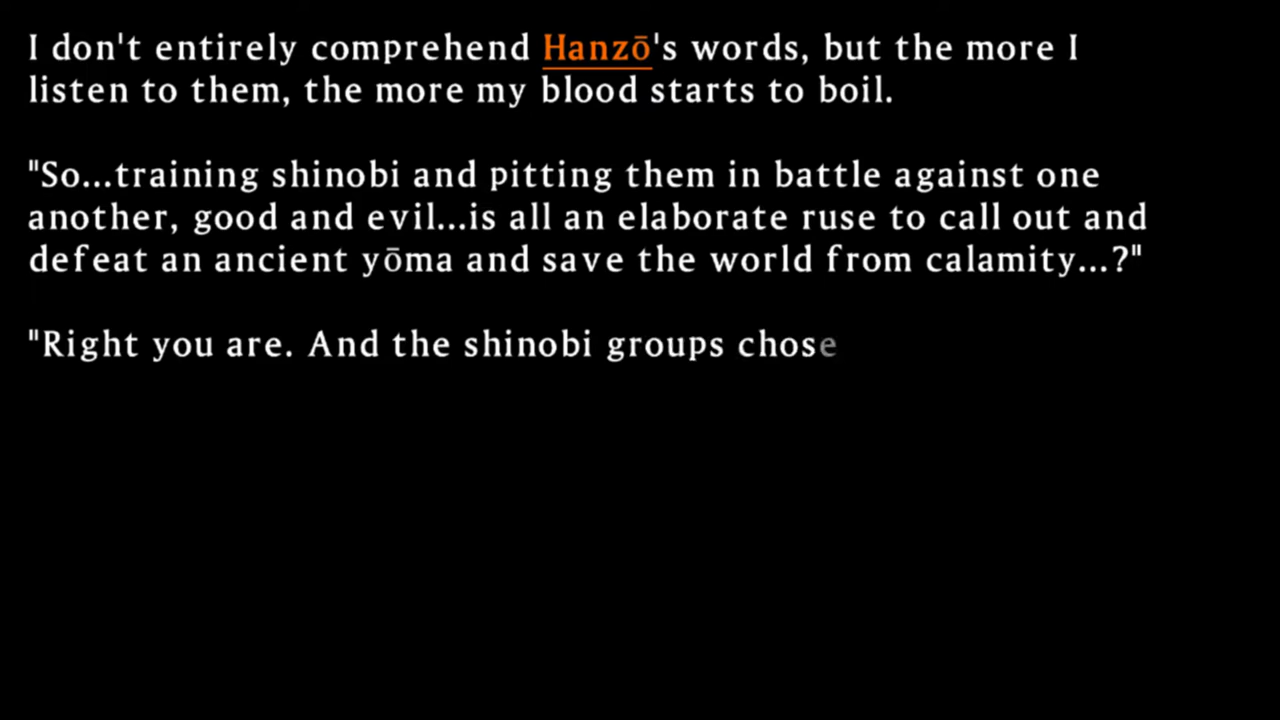 I don't entirely comprehend Hanzō's words, but the more I
listen to them, the more my blood starts to boil.
"So...training shinobi and pitting them in battle against one
another, good and evil...is all an elaborate ruse to call out and
defeat an ancient yōma and save the world from calamity...?"
"Right you are. And the shinobi groups chose